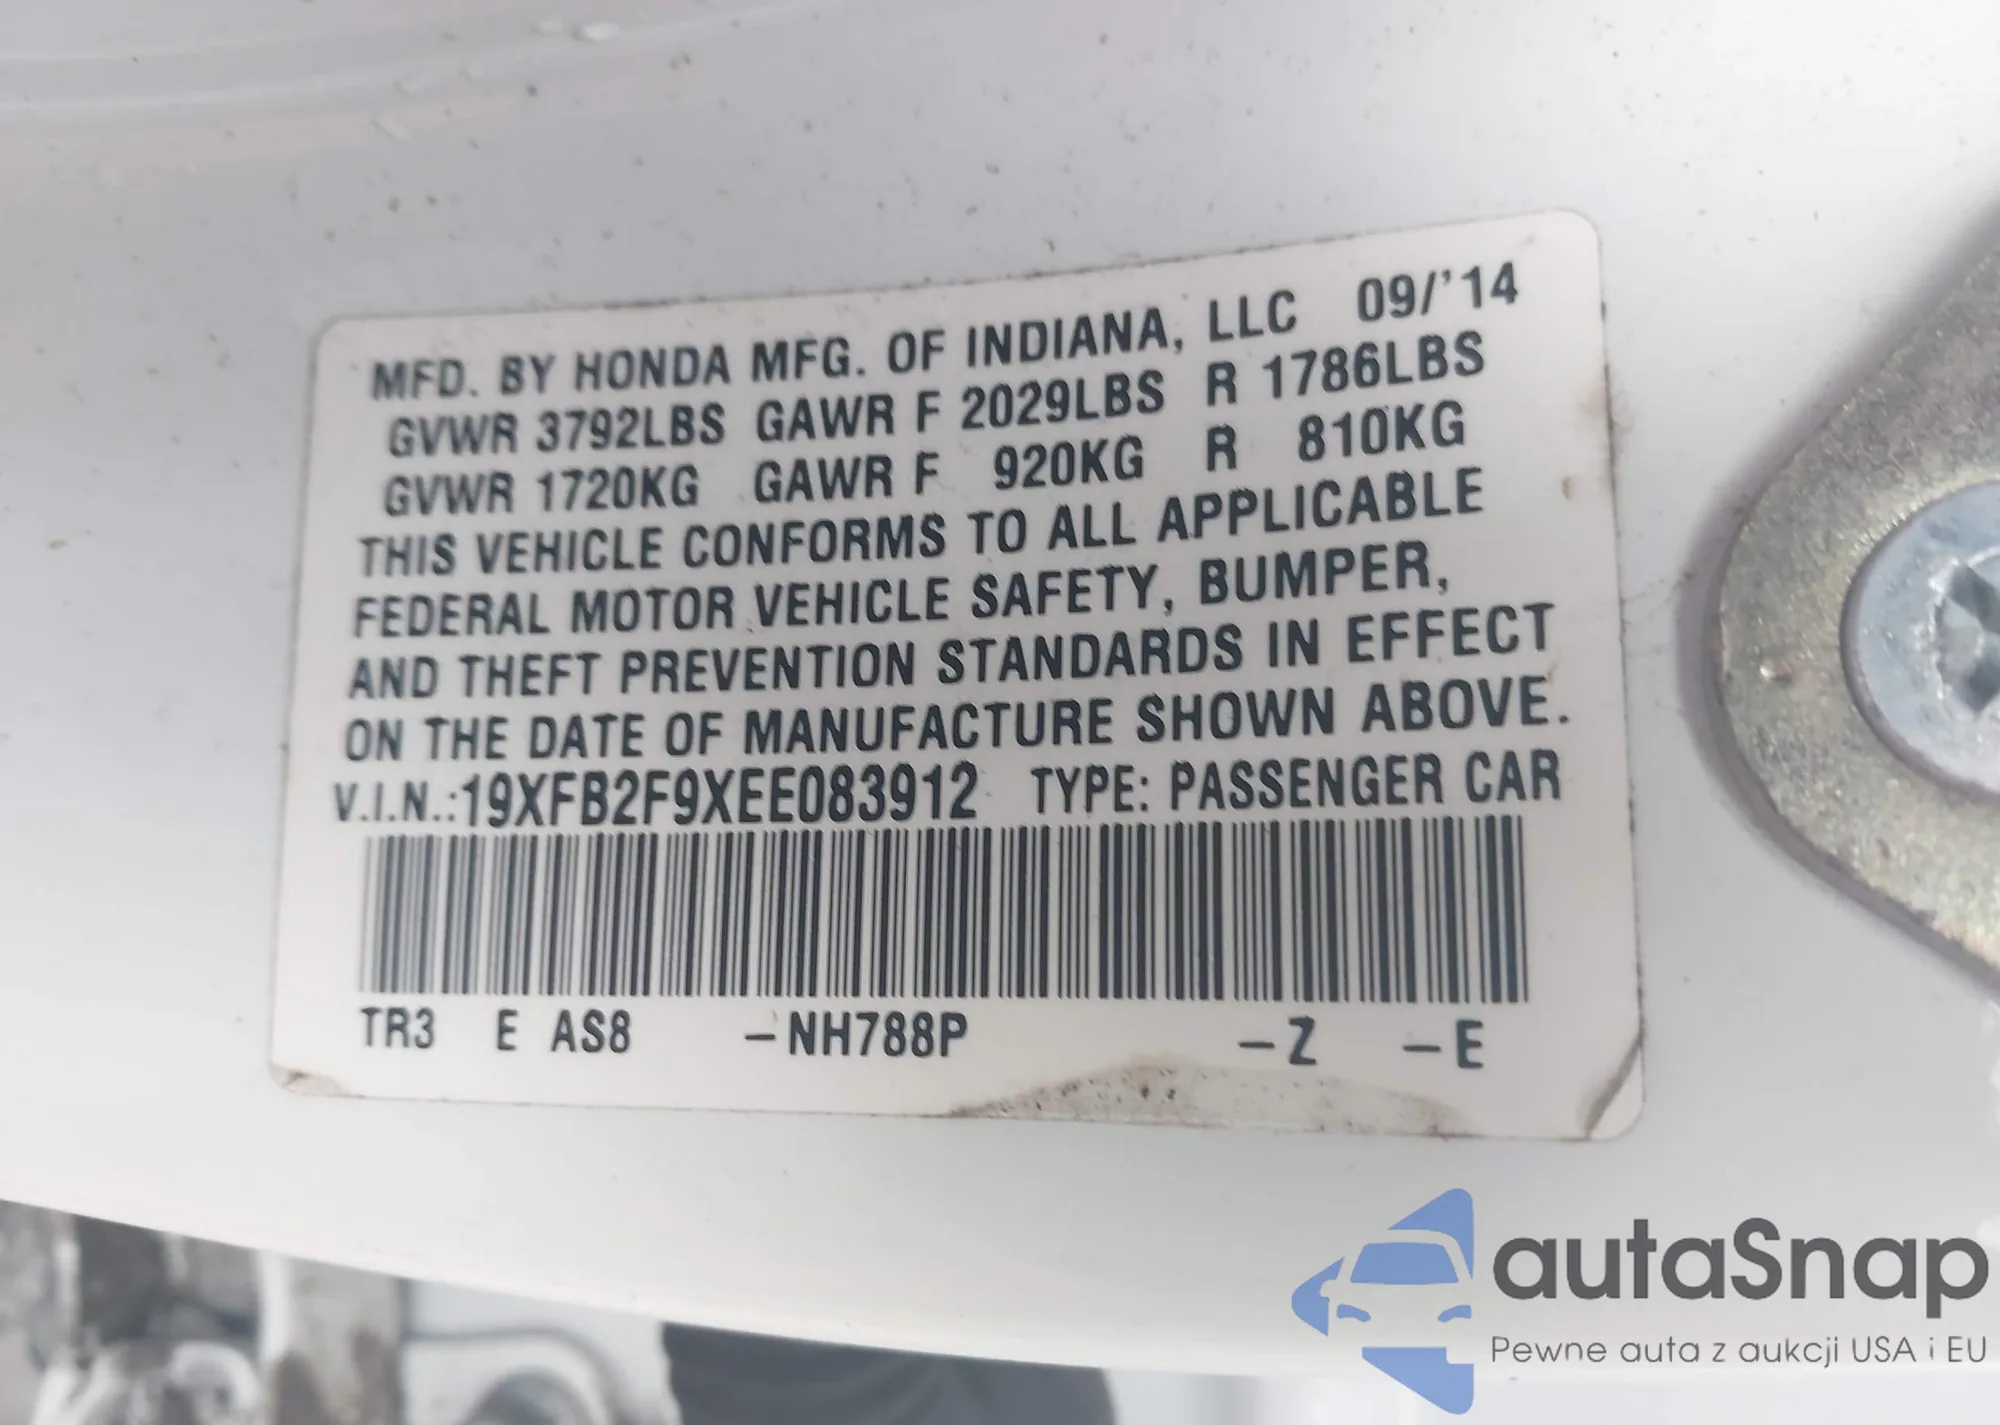 MFD. BY HONDA MFG. OF INDIANA, LLC 09/'14
GVWR 3792LBS GAWR F 2029LBS R 1786LBS
GVWR 1720KG GAWR F 920KG R 810KG
THIS VEHICLE CONFORMS TO ALL APPLICABLE
FEDERAL MOTOR VEHICLE SAFETY, BUMPER,
AND THEFT PREVENTION STANDARDS IN EFFECT
ON THE DATE OF MANUFACTURE SHOWN ABOVE.
V.I.N.:19XFB2F9XEE083912 TYPE: PASSENGER CAR
TR3 E AS8 –NH788P –Z –E
autaSnap
Pewne auta z aukcji USA i EU